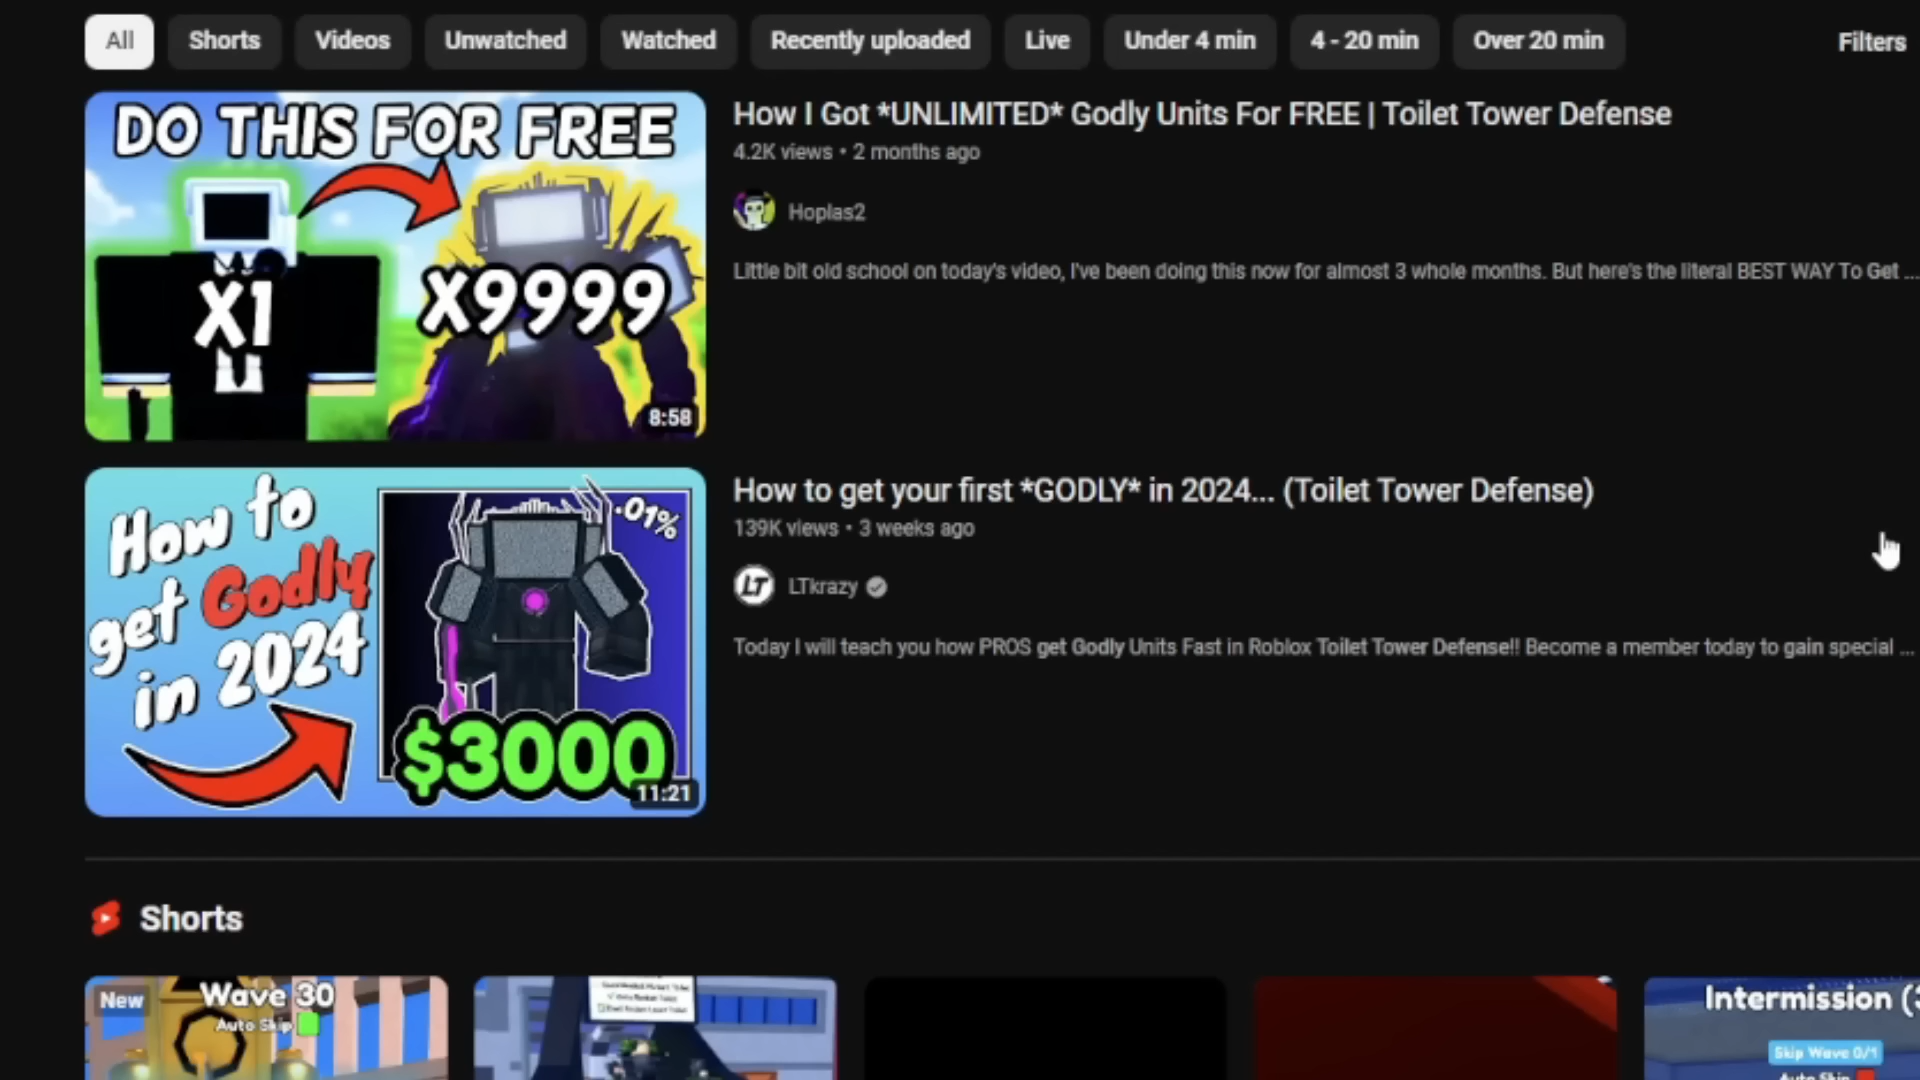 All
Shorts
Videos
Unwatched
Watched
Recently uploaded
Live
Under 4 min
4 - 20 min
Over 20 min
Filters
DO THIS FOR FREE
X1
X9999
8:58
How I Got *UNLIMITED* Godly Units For FREE | Toilet Tower Defense
4.2K views • 2 months ago
Hoplas2
Little bit old school on today's video, I've been doing this now for almost 3 whole months. But here's the literal BEST WAY To Get ...
How to
get Godly
in 2024
.01%
$3000
11:21
How to get your first *GODLY* in 2024... (Toilet Tower Defense)
139K views • 3 weeks ago
LT
LTkrazy
Today I will teach you how PROS get Godly Units Fast in Roblox Toilet Tower Defense!! Become a member today to gain special ...
Shorts
New
Wave 30
Auto Skip
Intermission (
Skip Wave 0/1
Auto Skip